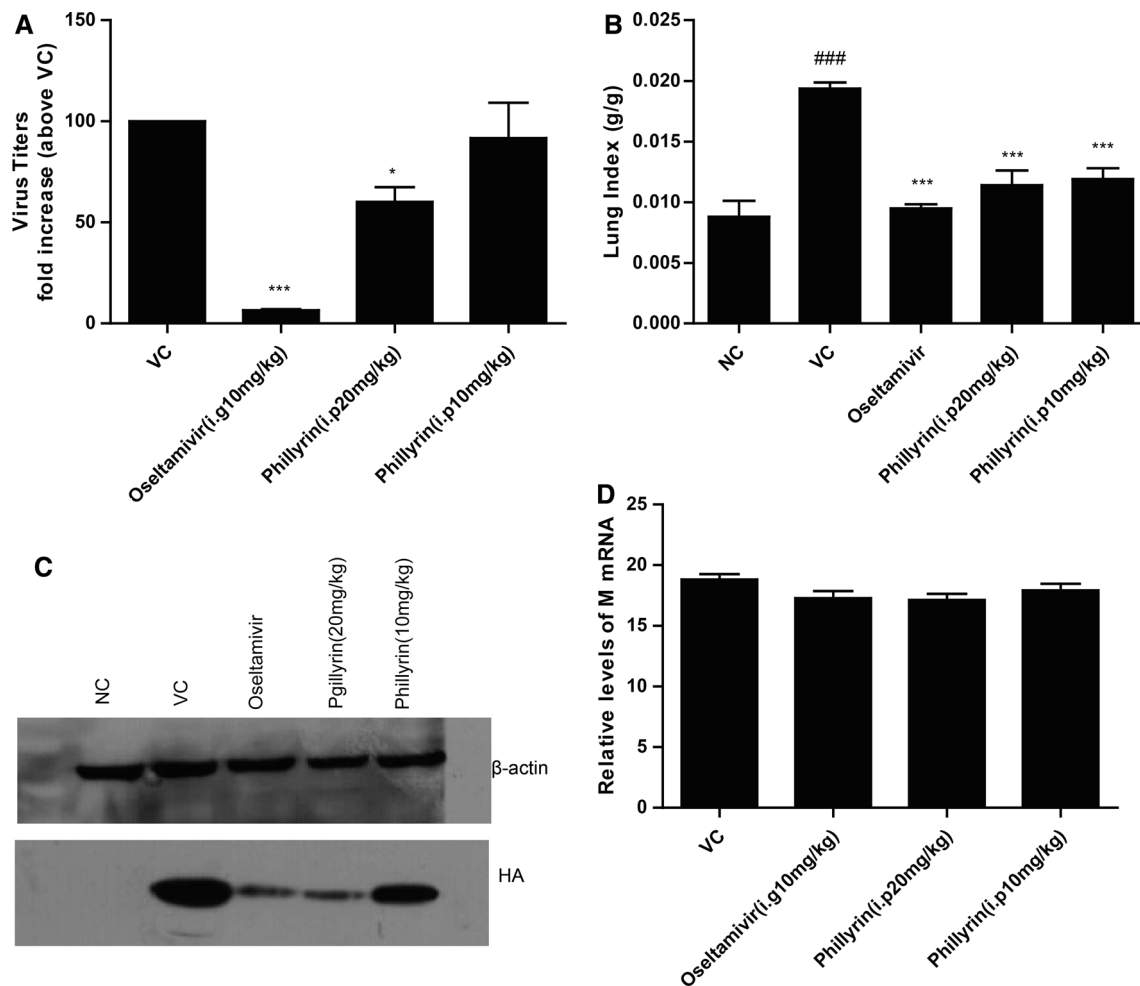 A
Virus Titers
fold increase (above VC)
150
100
50
0
***
*
VC
Oseltamivir(i.g10mg/kg)
Phillyrin(i.p20mg/kg)
Phillyrin(i.p10mg/kg)
B
Lung Index (g/g)
0.025
0.020
0.015
0.010
0.005
0.000
###
***
***
***
NC
VC
Oseltamivir
Phillyrin(i.p20mg/kg)
Phillyrin(i.p10mg/kg)
C
NC
VC
Oseltamivir
Pgillyrin(20mg/kg)
Phillyrin(10mg/kg)
β-actin
HA
D
Relative levels of M mRNA
25
20
15
10
5
0
VC
Oseltamivir(i.g10mg/kg)
Phillyrin(i.p20mg/kg)
Phillyrin(i.p10mg/kg)